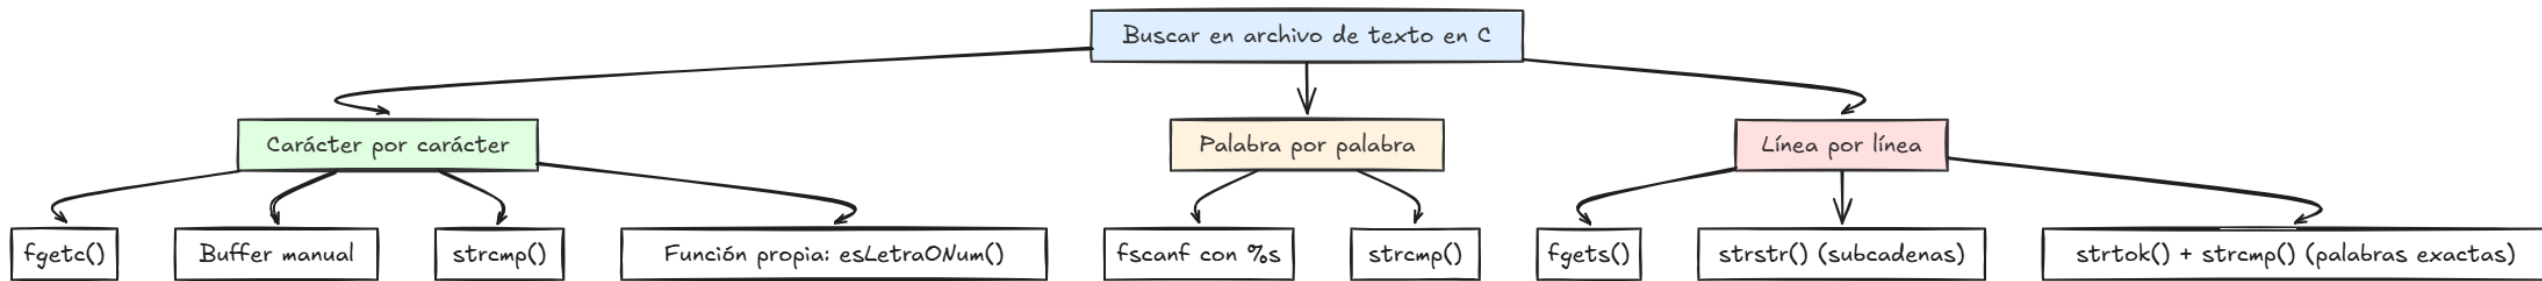 Buscar en archivo de texto en C
Carácter por carácter
Palabra por palabra
Línea por línea
fgetc()
Buffer manual
strcmp()
Función propia: esLetraONum()
fscanf con %s
strcmp()
fgets()
strstr() (subcadenas)
strtok() + strcmp() (palabras exactas)